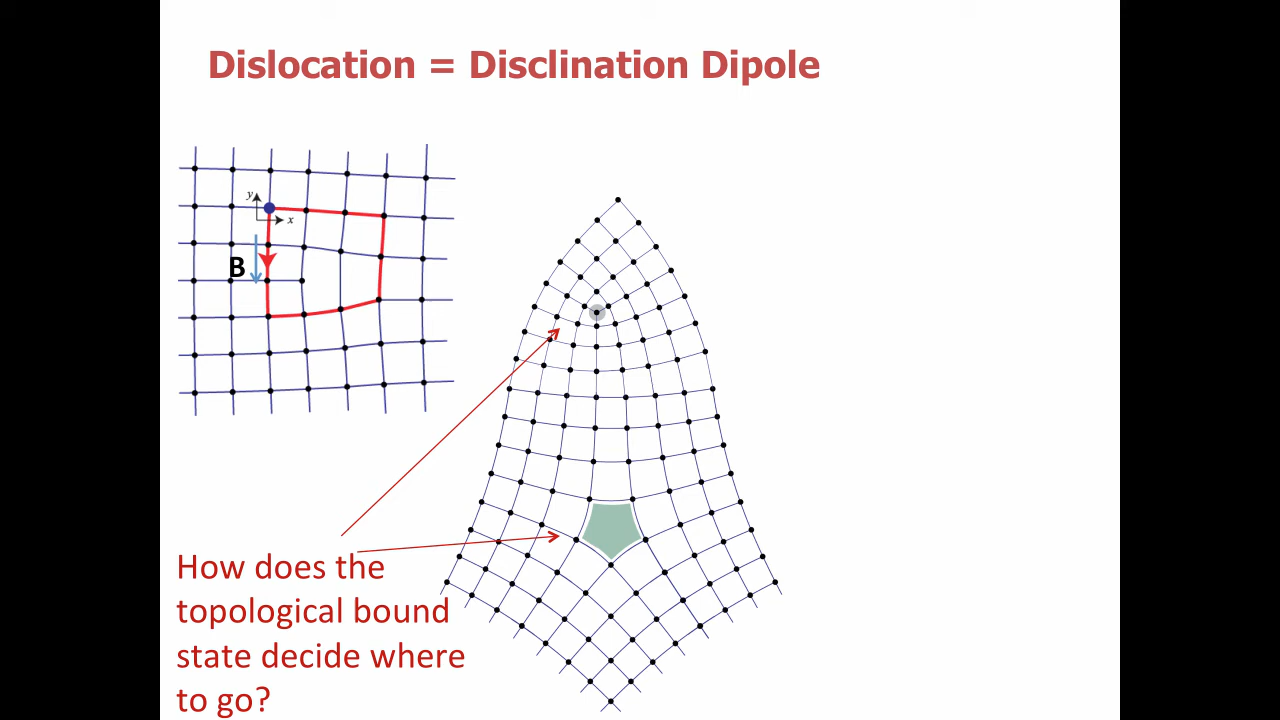 Dislocation = Disclination Dipole
y
x
B
How does the
topological bound
state decide where
to go?